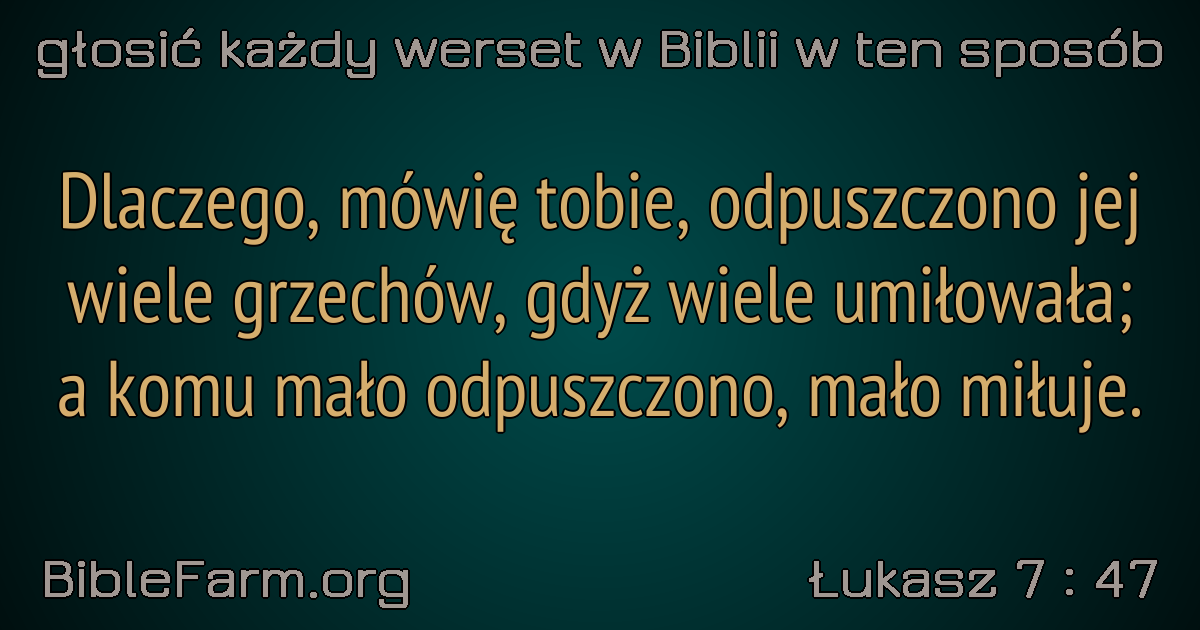 głosić każdy werset w Biblii w ten sposób
Dlaczego, mówię tobie, odpuszczono jej
wiele grzechów, gdyż wiele umiłowała;
a komu mało odpuszczono, mało miłuje.
BibleFarm.org
Łukasz 7 : 47